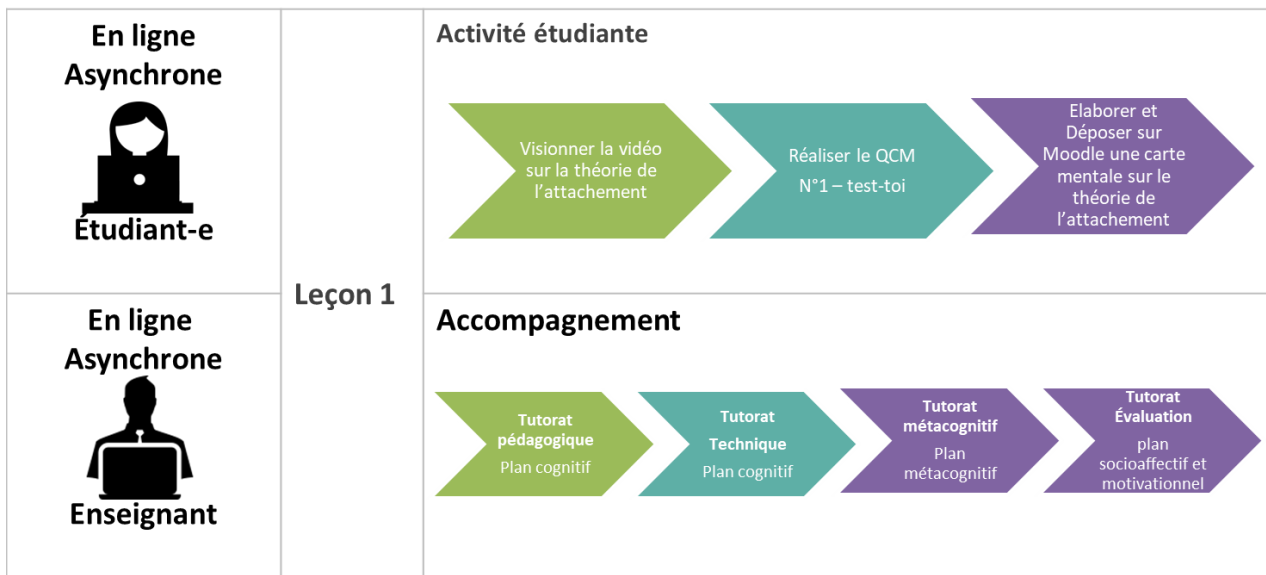 En ligne
Asynchrone
Étudiant-e
Leçon 1
Activité étudiante
Visionner la vidéo
sur la théorie de
l'attachement
Réaliser le QCM
N°1 – test-toi
Elaborer et
Déposer sur
Moodle une carte
mentale sur le
théorie de
l'attachement
En ligne
Asynchrone
Enseignant
Accompagnement
Tutorat
pédagogique
Plan cognitif
Tutorat
Technique
Plan cognitif
Tutorat
métacognitif
Plan
métacognitif
Tutorat
Évaluation
plan
socioaffectif et
motivationnel